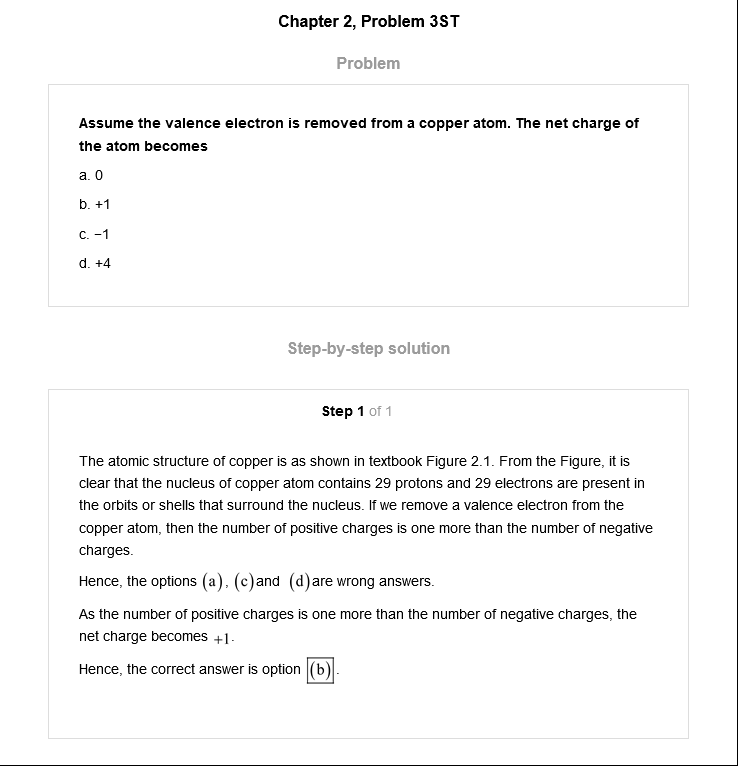 Chapter 2, Problem 3ST
Problem
Assume the valence electron is removed from a copper atom. The net charge of
the atom becomes
a. 0
b. +1
c. −1
d. +4
Step-by-step solution
Step 1 of 1
The atomic structure of copper is as shown in textbook Figure 2.1. From the Figure, it is
clear that the nucleus of copper atom contains 29 protons and 29 electrons are present in
the orbits or shells that surround the nucleus. If we remove a valence electron from the
copper atom, then the number of positive charges is one more than the number of negative
charges.
Hence, the options (a), (c)and (d)are wrong answers.
As the number of positive charges is one more than the number of negative charges, the
net charge becomes +1.
Hence, the correct answer is option (b).